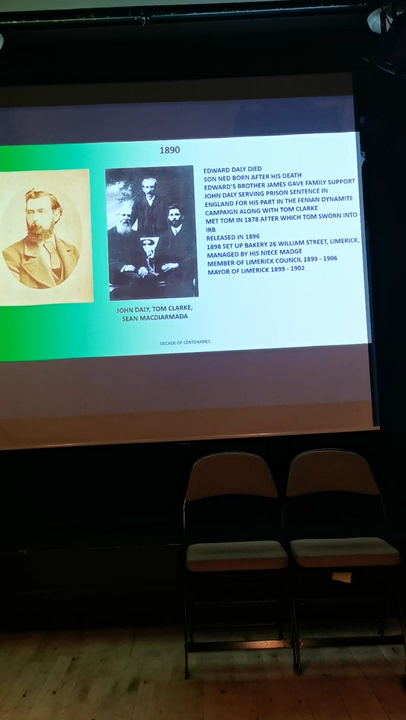 1890
EDWARD DALY DIED
SON NED BORN AFTER HIS DEATH
EDWARD'S BROTHER JAMES GAVE FAMILY SUPPORT
JOHN DALY SERVING PRISON SENTENCE IN
ENGLAND FOR HIS PART IN THE FENIAN DYNAMITE
CAMPAIGN ALONG WITH TOM CLARKE
MET TOM IN 1878 AFTER WHICH TOM SWORN INTO
IRB
RELEASED IN 1896
1898 SET UP BAKERY 26 WILLIAM STREET, LIMERICK,
MANAGED BY HIS NIECE MADGE
MEMBER OF LIMERICK COUNCIL 1899 - 1906
MAYOR OF LIMERICK 1899 - 1902
JOHN DALY, TOM CLARKE,
SEAN MACDIARMADA
DECADE OF CENTENARIES